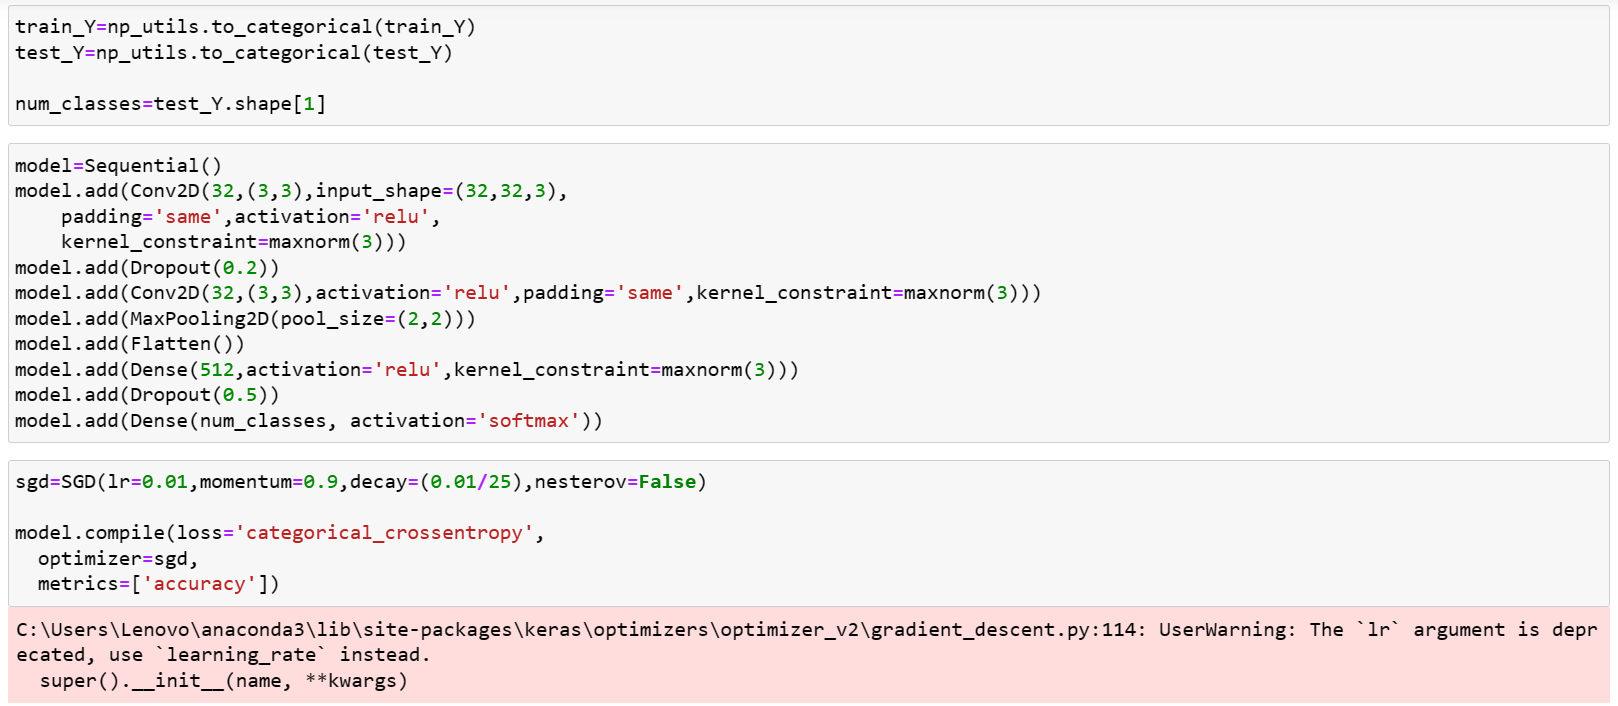 train_Y=np_utils.to_categorical(train_Y)
test_Y=np_utils.to_categorical(test_Y)
num_classes=test_Y.shape[1]
model=Sequential()
model.add(Conv2D(32,(3,3),input_shape=(32,32,3),
    padding='same',activation='relu',
    kernel_constraint=maxnorm(3)))
model.add(Dropout(0.2))
model.add(Conv2D(32,(3,3),activation='relu',padding='same',kernel_constraint=maxnorm(3)))
model.add(MaxPooling2D(pool_size=(2,2)))
model.add(Flatten())
model.add(Dense(512,activation='relu',kernel_constraint=maxnorm(3)))
model.add(Dropout(0.5))
model.add(Dense(num_classes, activation='softmax'))
sgd=SGD(lr=0.01,momentum=0.9,decay=(0.01/25),nesterov=False)
model.compile(loss='categorical_crossentropy',
  optimizer=sgd,
  metrics=['accuracy'])
C:\Users\Lenovo\anaconda3\lib\site-packages\keras\optimizers\optimizer_v2\gradient_descent.py:114: UserWarning: The `lr` argument is depr
ecated, use `learning_rate` instead.
  super().__init__(name, **kwargs)